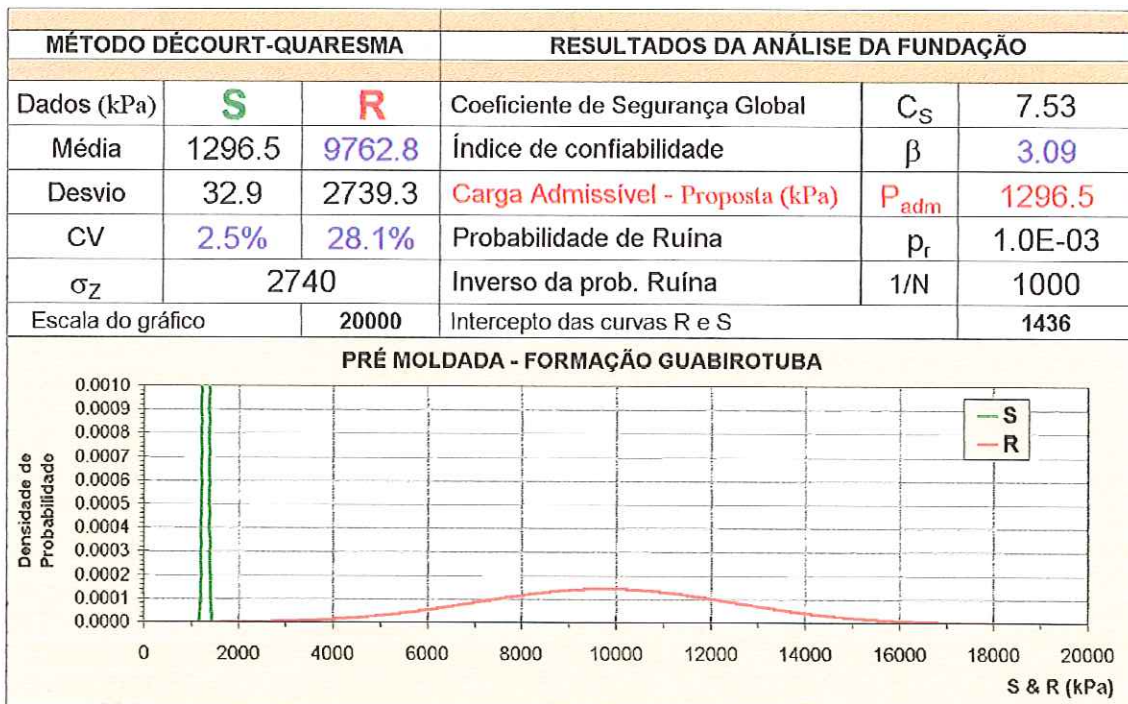 MÉTODO DÉCOURT-QUARESMA RESULTADOS DA ANÁLISE DA FUNDAÇÃO
Dados (kPa) S R Coeficiente de Segurança Global C_S 7.53
Média 1296.5 9762.8 Índice de confiabilidade β 3.09
Desvio 32.9 2739.3 Carga Admissível - Proposta (kPa) P_adm 1296.5
CV 2.5% 28.1% Probabilidade de Ruína p_r 1.0E-03
σ_Z 2740 Inverso da prob. Ruína 1/N 1000
Escala do gráfico 20000 Intercepto das curvas R e S 1436
PRÉ MOLDADA - FORMAÇÃO GUABIROTUBA
Densidade de
Probabilidado
0.0010
0.0009
0.0008
0.0007
0.0006
0.0005
0.0004
0.0003
0.0002
0.0001
0.0000
S
R
0 2000 4000 6000 8000 10000 12000 14000 16000 18000 20000
S & R (kPa)